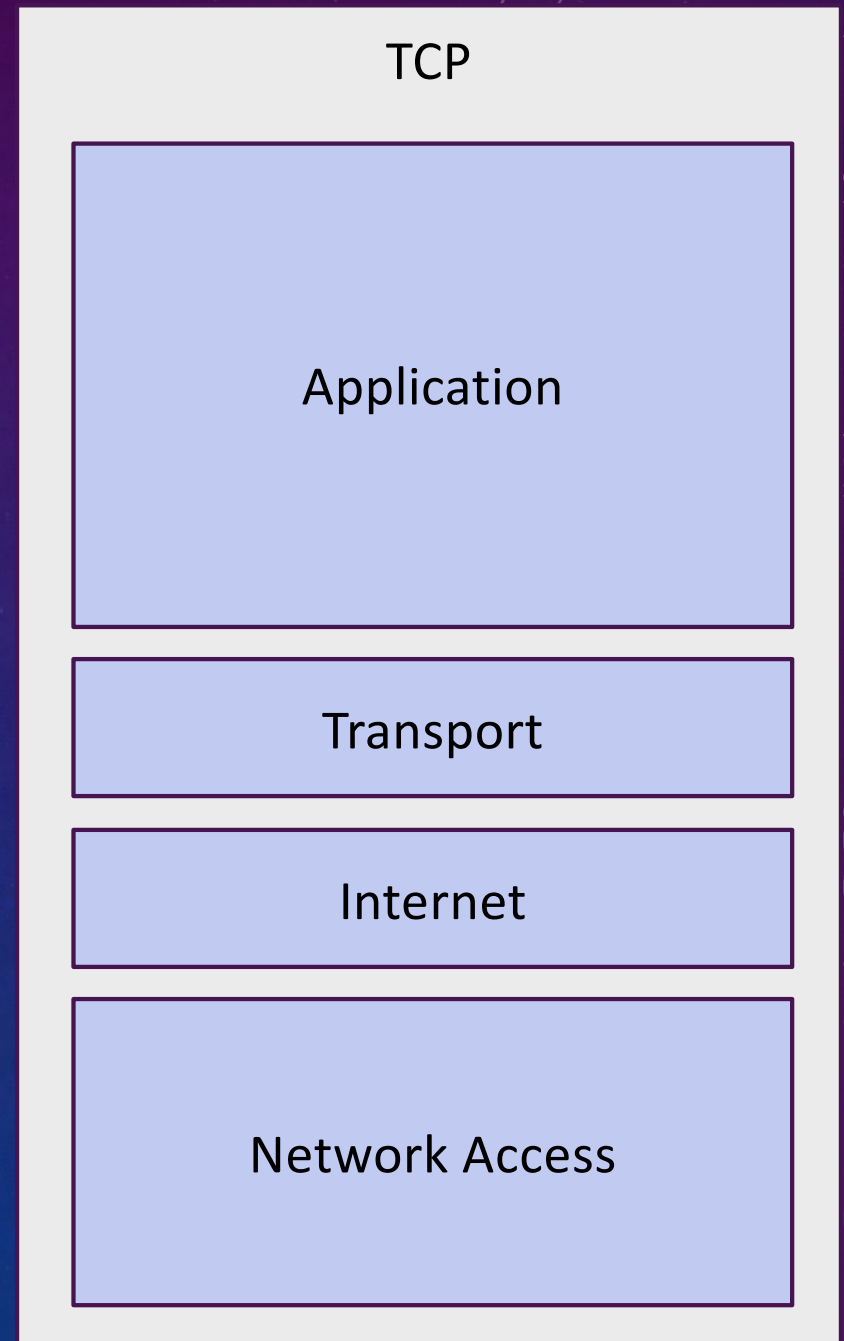 TCP
Application
Transport
Internet
Network Access